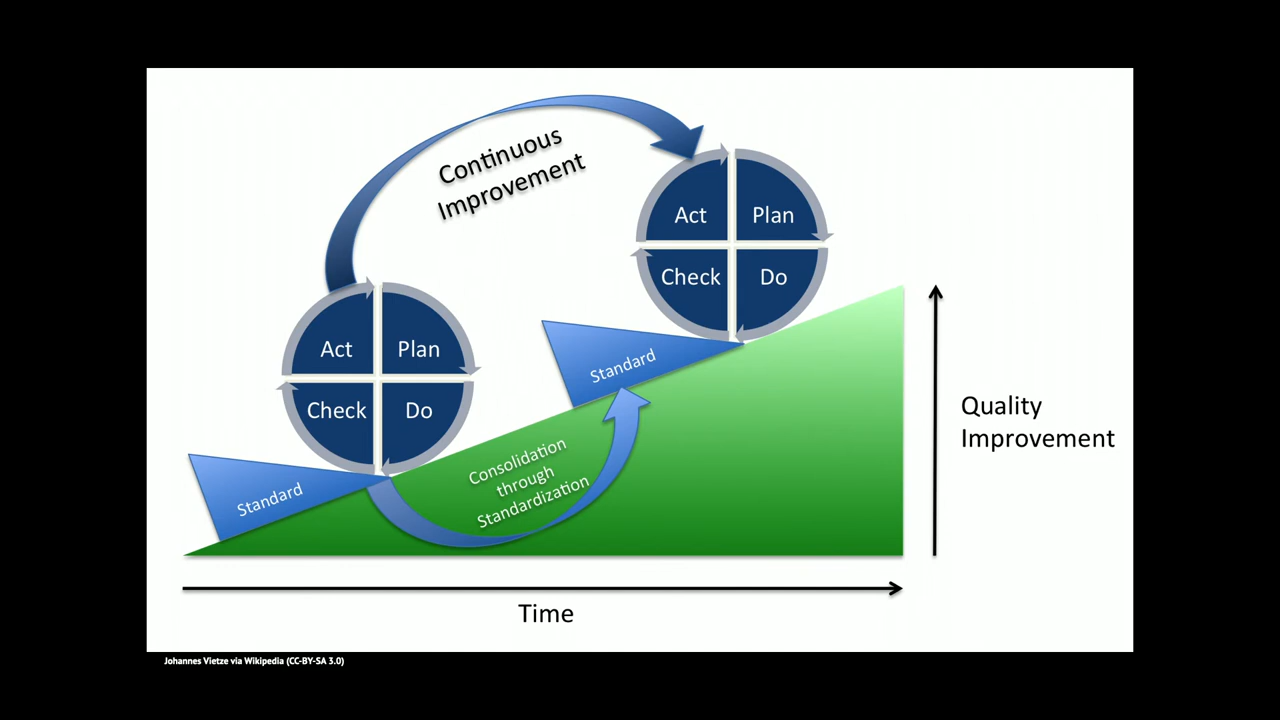 Continuous
Improvement
Act
Plan
Check
Do
Act
Plan
Check
Do
Standard
Standard
Consolidation
through
Standardization
Quality
Improvement
Time
Johannes Vietze via Wikipedia (CC-BY-SA 3.0)